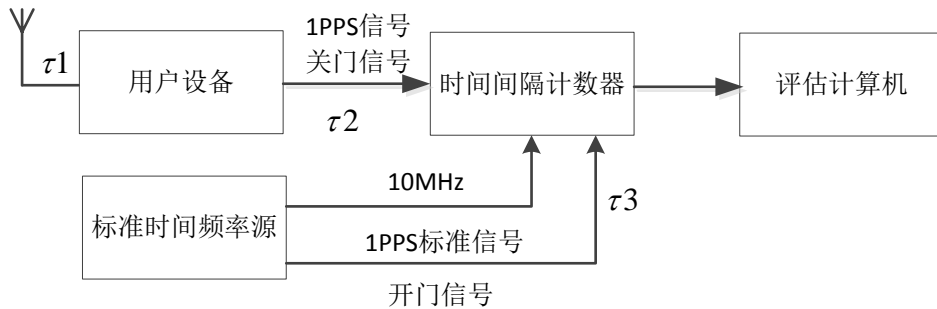 1PPS信号
关门信号
τ1
用户设备
τ2
时间间隔计数器
评估计算机
标准时间频率源
10MHz
τ3
1PPS标准信号
开门信号